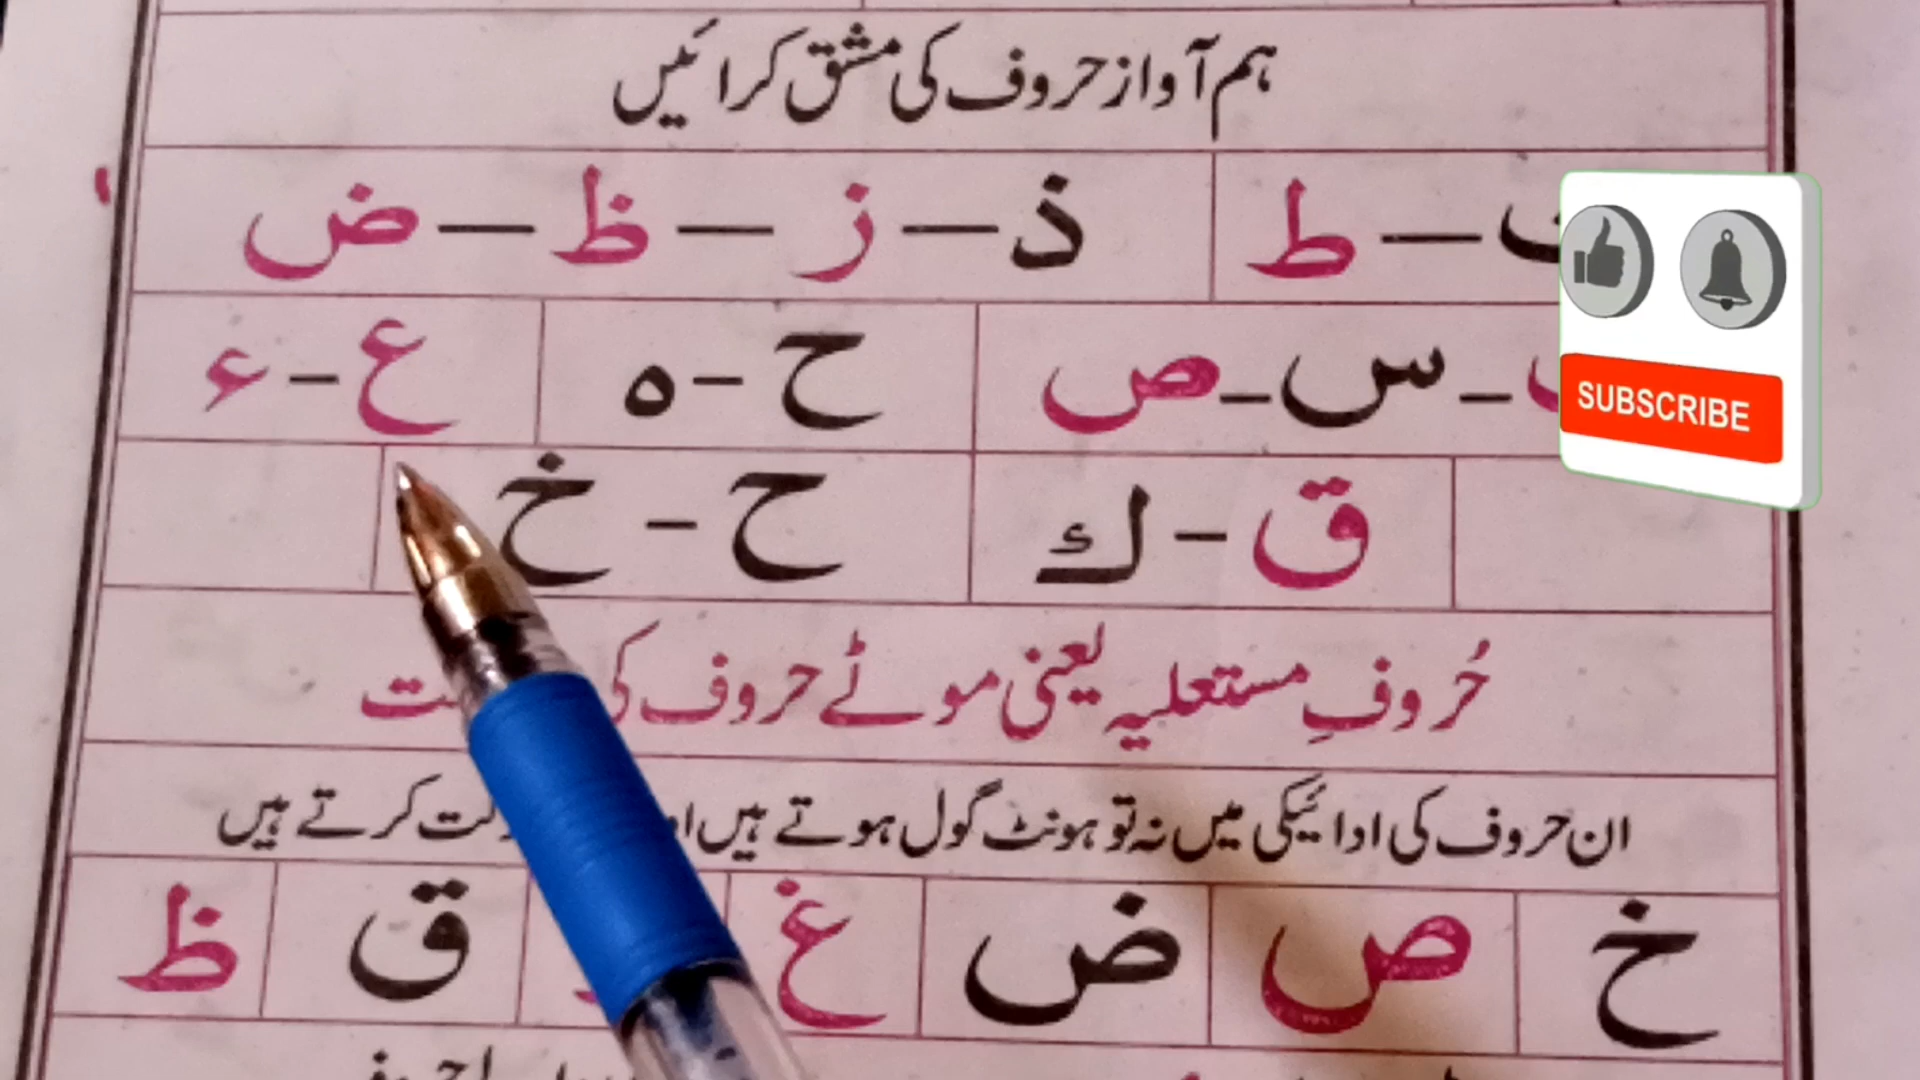 ہم آواز حروف کی مشق کرائیں
ط – ذ – ز – ظ – ض
س - ص ح - ه ع - ء
ق - ك ح - خ
حُروفِ مستعلیہ یعنی موٹے حروف کی
ان حروف کی ادائیگی میں نہ تو ہونٹ گول ہوتے ہیں کرتے ہیں
خ ص ض غ ق ظ
SUBSCRIBE